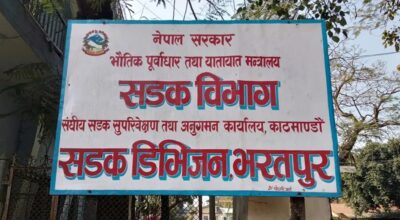 नेपाल सरकार
भौतिक पूर्वाधार तथा यातायात मन्त्रालय
सडक विभाग
संघीय सडक सुपरिवेक्षण तथा अनुगमन कार्यालय, काठमाण्डौ
सडक डिभिजन, भरतपुर